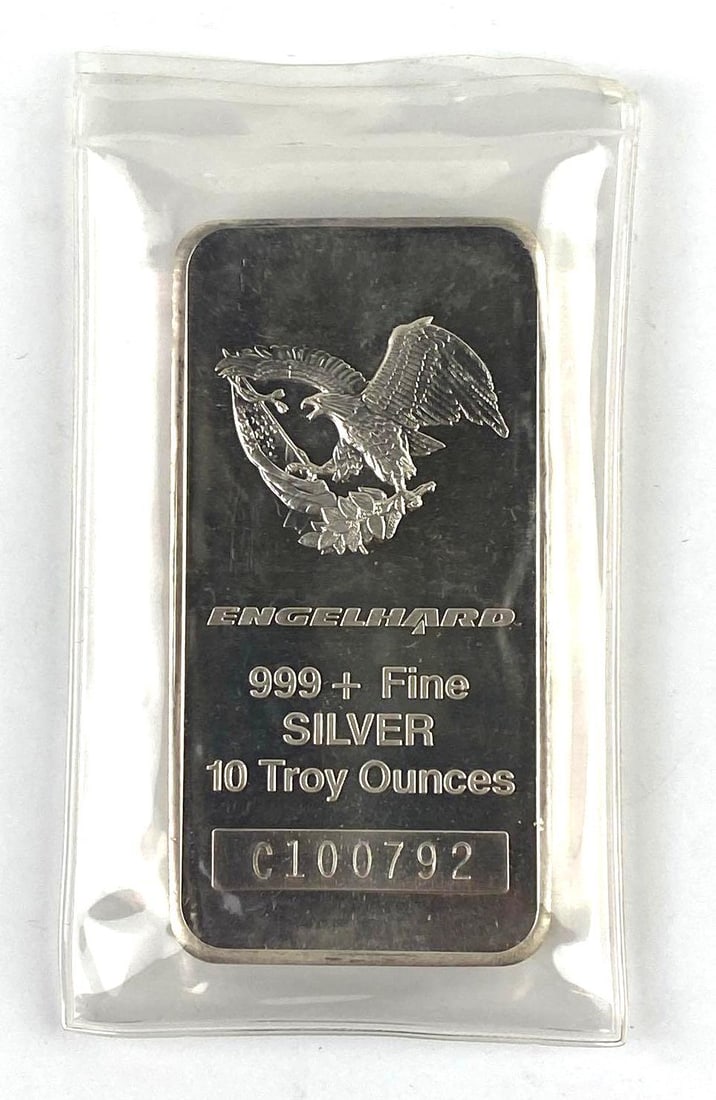 ENGELHARD
999 + Fine
SILVER
10 Troy Ounces
C100792